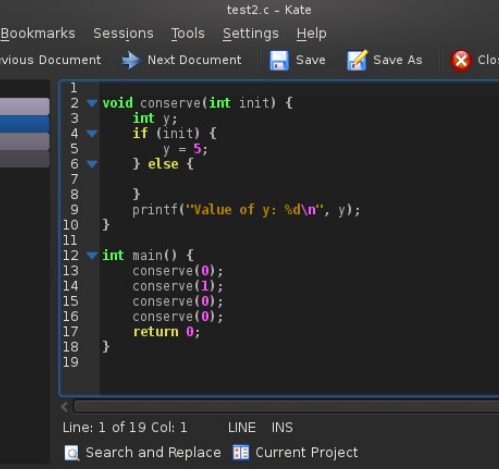 test2.c – Kate
Bookmarks Sessions Tools Settings Help
vious Document Next Document Save Save As Clo
1
2 void conserve(int init) {
3 int y;
4 if (init) {
5 y = 5;
6 } else {
7
8 }
9 printf("Value of y: %d\n", y);
10 }
11
12 int main() {
13 conserve(0);
14 conserve(1);
15 conserve(0);
16 conserve(0);
17 return 0;
18 }
19
Line: 1 of 19 Col: 1 LINE INS
Search and Replace Current Project